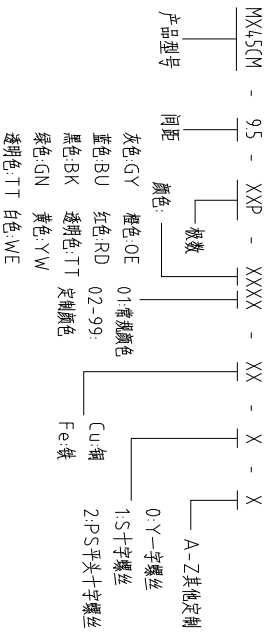 MX45CM - 9.5 - XXP - XXXX - XX - X - X
产品型号
间距
极数
颜色:
灰色:GY 橙色:OE
蓝色:BU 红色:RD
黑色:BK 透明色:TT
绿色:GN 黄色:YW
透明色:TT 白色:WE
01:常规颜色
02-99:
定制颜色
Cu:铜
Fe:铁
0:Y一字螺丝
1:S十字螺丝
2:PS平头十字螺丝
A-Z其他定制